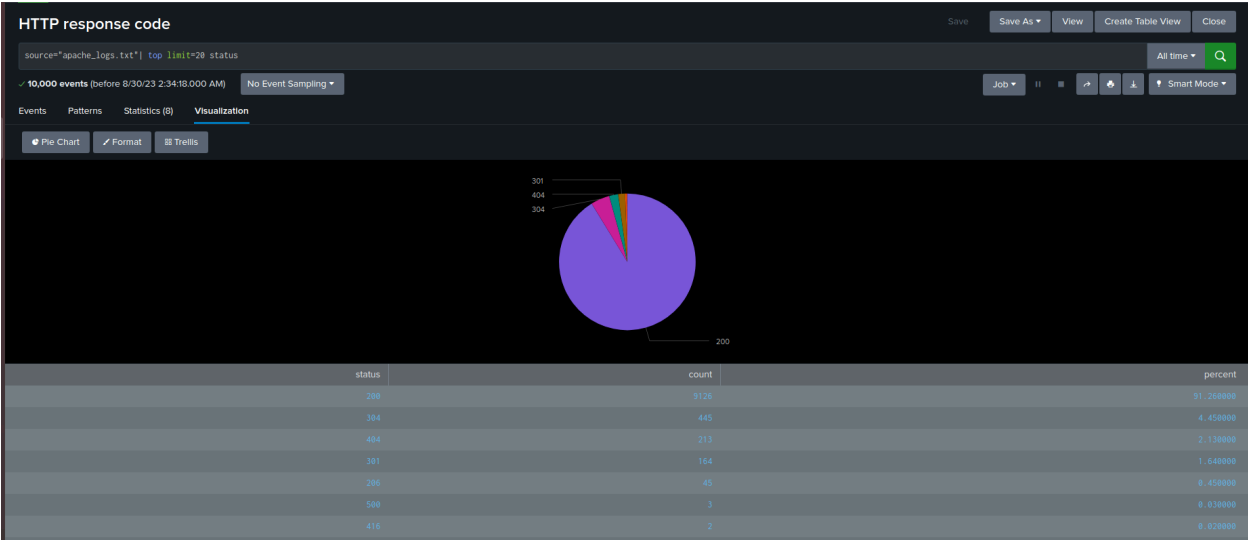 HTTP response code
Save Save As View Create Table View Close
source="apache_logs.txt"| top limit=20 status
All time
10,000 events (before 8/30/23 2:34:18.000 AM) No Event Sampling
Job Smart Mode
Events Patterns Statistics (8) Visualization
Pie Chart Format Trellis
301
404
304
200
status count percent
200 9126 91.260000
304 445 4.450000
404 213 2.130000
301 164 1.640000
206 45 0.450000
500 3 0.030000
416 2 0.020000